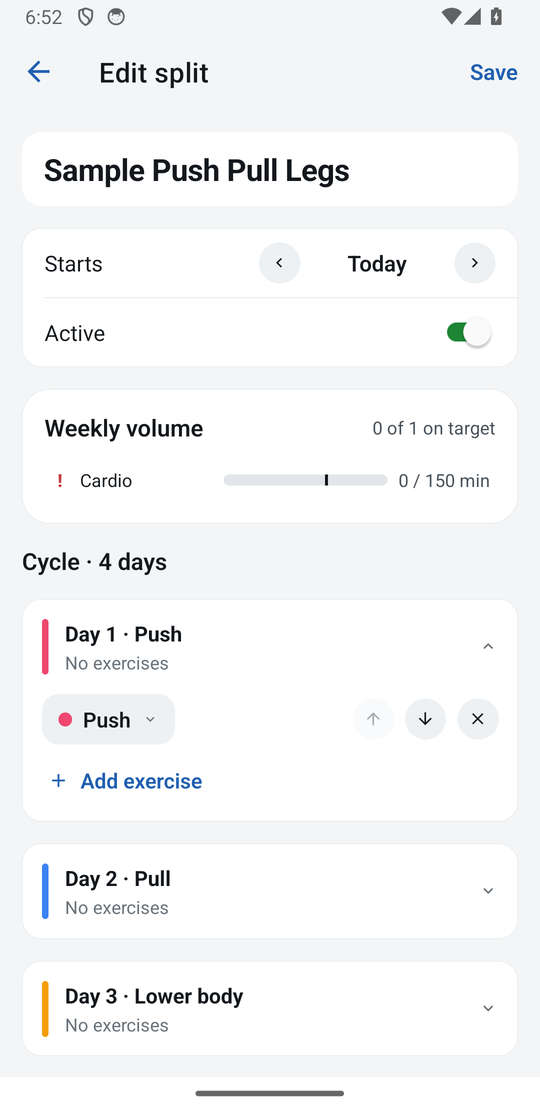 6:52
Edit split
Save
Sample Push Pull Legs
Starts
Today
Active
Weekly volume
0 of 1 on target
! Cardio
0 / 150 min
Cycle · 4 days
Day 1 · Push
No exercises
Push
+ Add exercise
Day 2 · Pull
No exercises
Day 3 · Lower body
No exercises